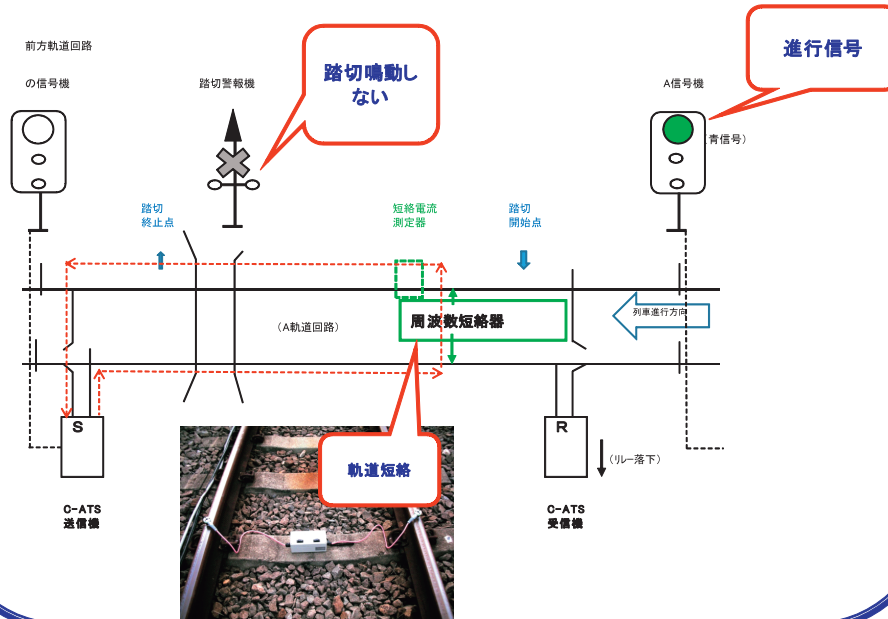 前方軌道回路
の信号機
踏切警報機
踏切鳴動し
ない
A信号機
進行信号
(青信号)
踏切
終止点
短絡電流
測定器
踏切
開始点
(A軌道回路)
周波数短絡器
列車進行方向
S
R
(リレー落下)
軌道短絡
C-ATS
送信機
C-ATS
受信機